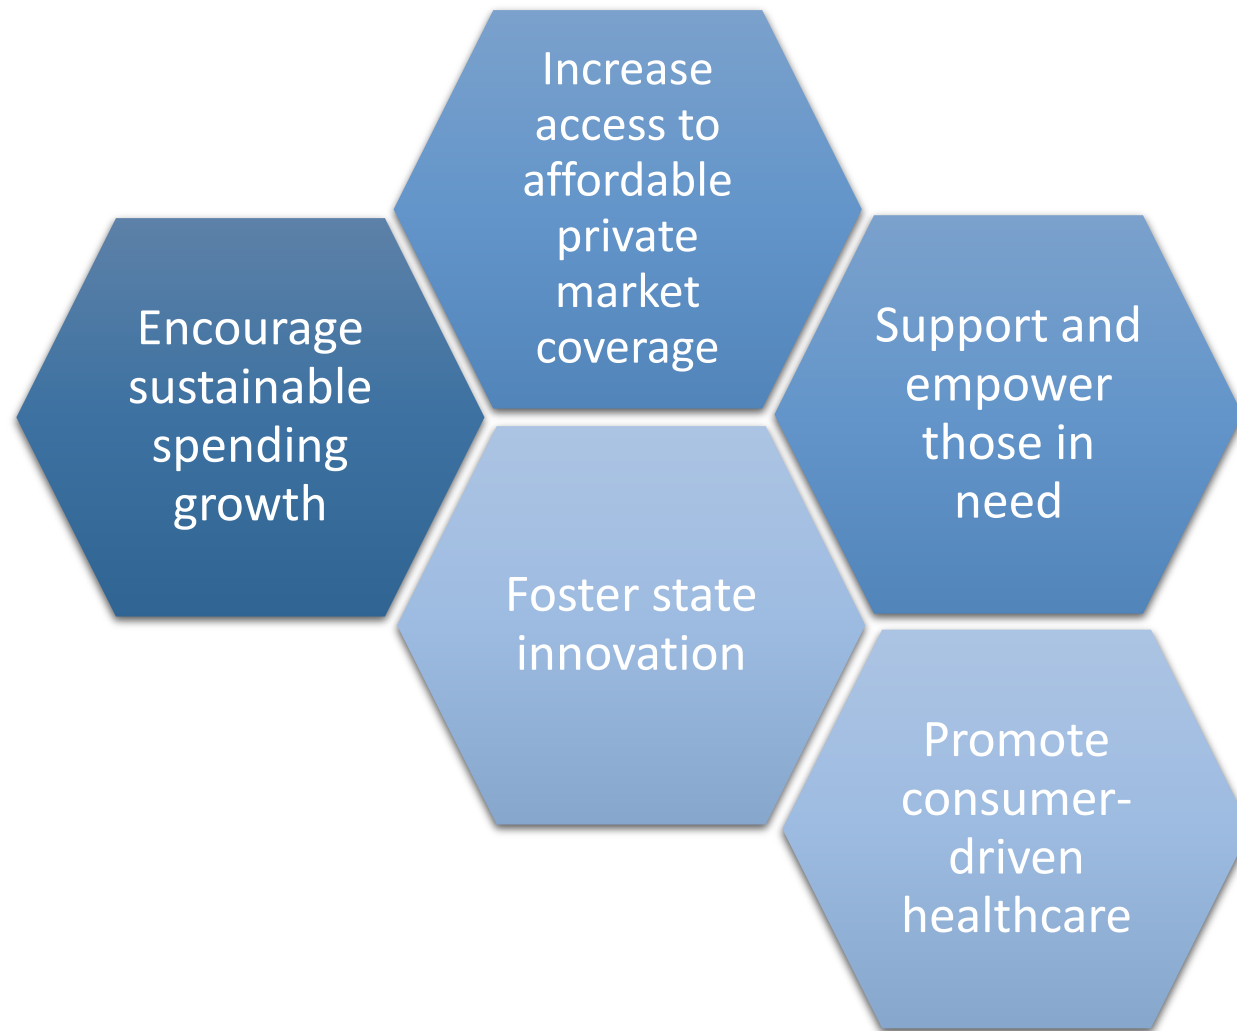 Increase
access to
affordable
private
market
coverage
Encourage
sustainable
spending
growth
Support and
empower
those in
need
Foster state
innovation
Promote
consumer-
driven
healthcare